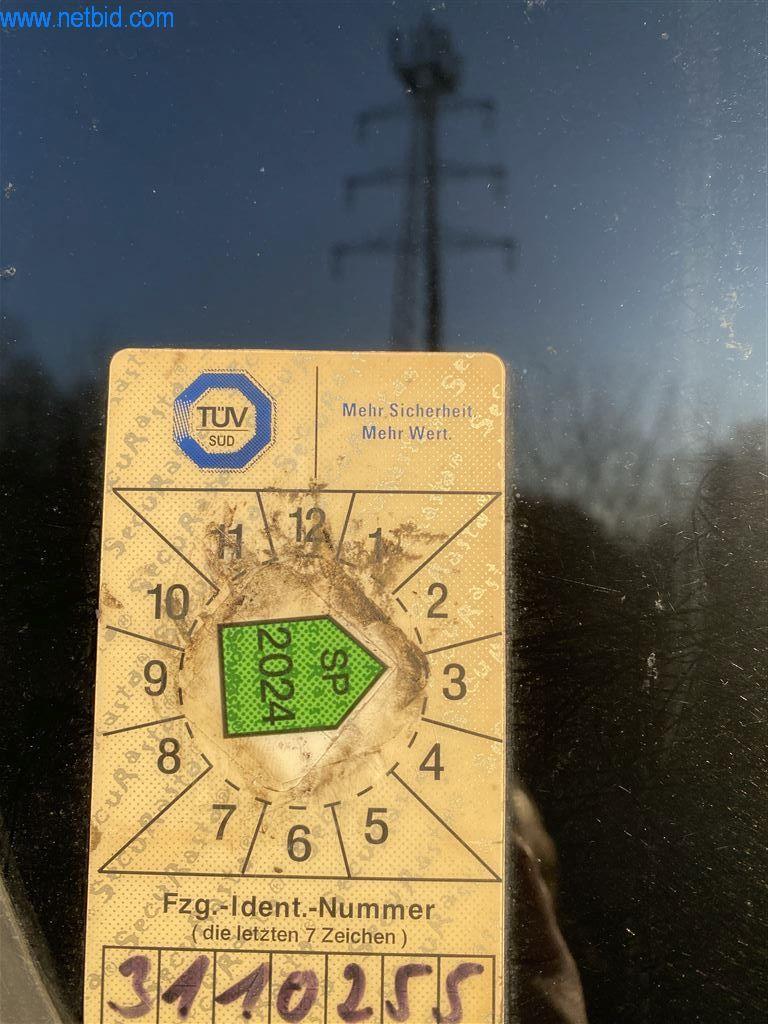 www.netbid.com
TÜV
SÜD
Mehr Sicherheit.
Mehr Wert.
11 12 1
10 2
9 3
8 4
7 6 5
SP
2024
Fzg.-Ident.-Nummer
( die letzten 7 Zeichen )
3110255